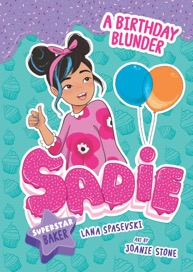 A BIRTHDAY
BLUNDER
SADiE
SUPERSTAR
BAKER
LANA SPASEVSKI
ART BY
JOANIE STONE